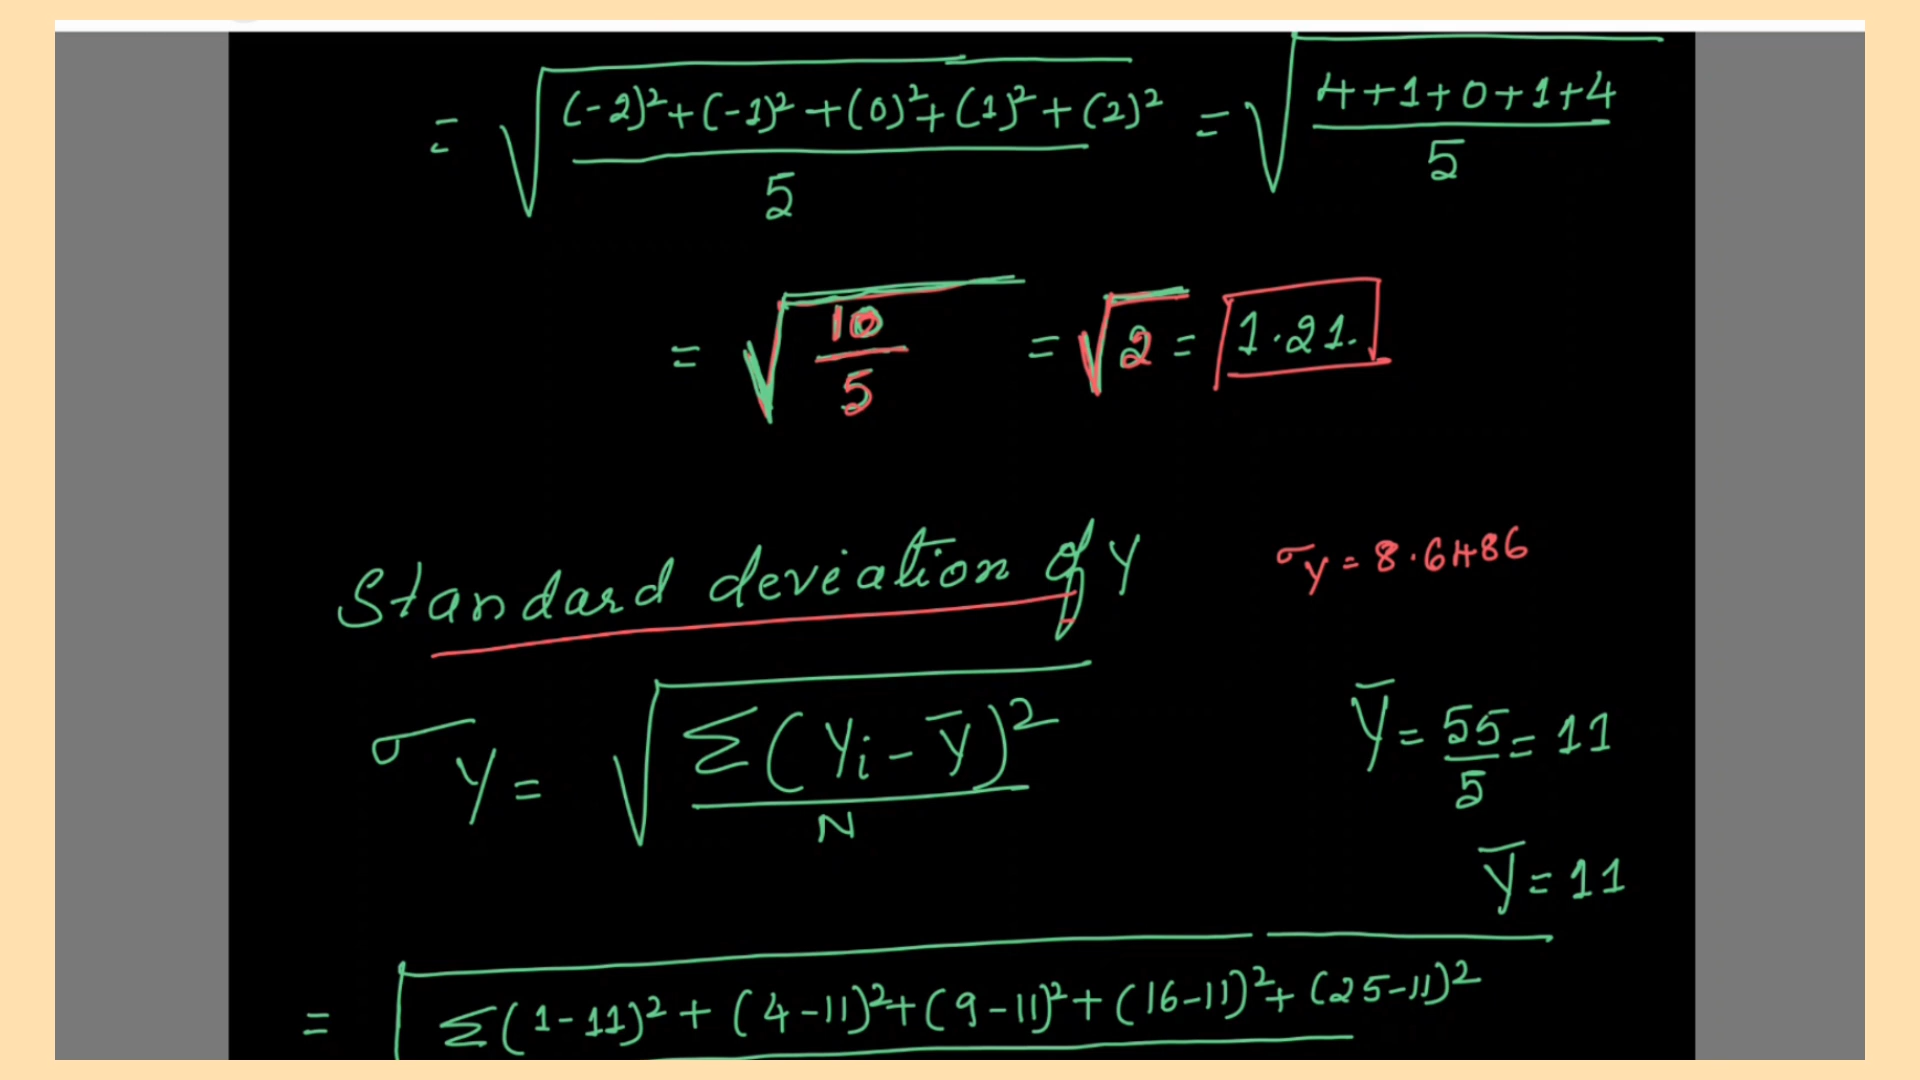 = √((-2)²+(-1)²+(0)²+(1)²+(2)² / 5) = √(4+1+0+1+4 / 5)
= √(10/5) = √2 = 1.21.
Standard deviation of Y
σy = 8.6486
σY = √(Σ(Yi-Y̅)² / N)
Y̅ = 55/5 = 11
Y̅ = 11
= √(Σ(1-11)²+(4-11)²+(9-11)²+(16-11)²+(25-11)²